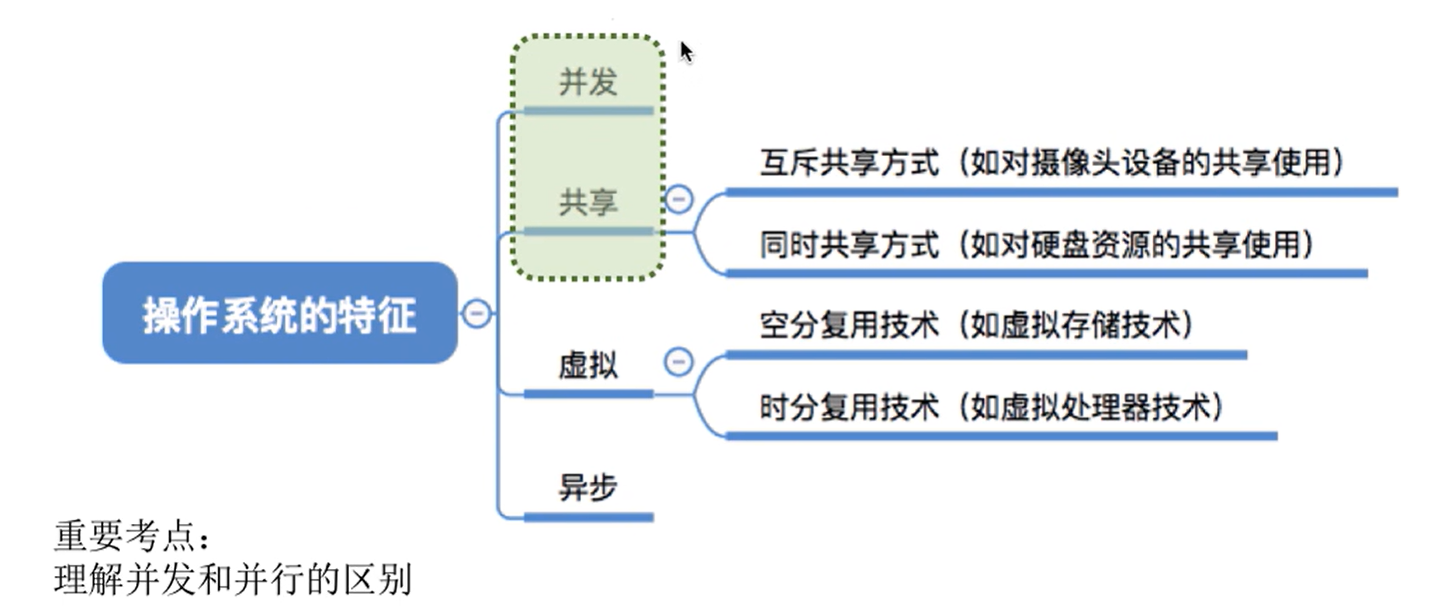 并发
共享
互斥共享方式（如对摄像头设备的共享使用）
同时共享方式（如对硬盘资源的共享使用）
操作系统的特征
虚拟
空分复用技术（如虚拟存储技术）
时分复用技术（如虚拟处理器技术）
异步
重要考点：
理解并发和并行的区别